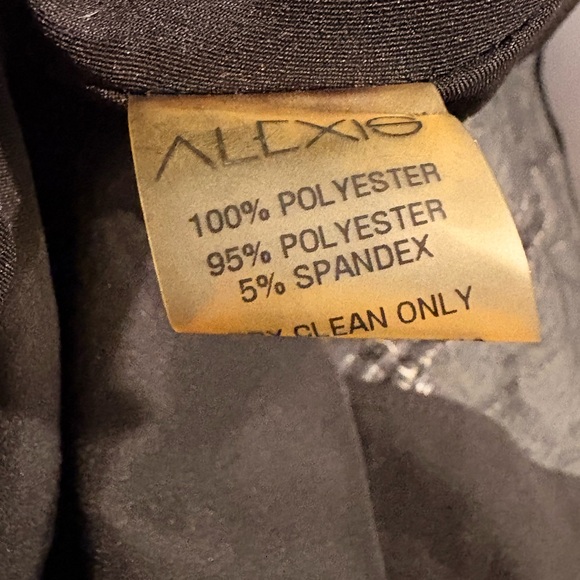 ALEXIS
100% POLYESTER
95% POLYESTER
5% SPANDEX
CLEAN ONLY